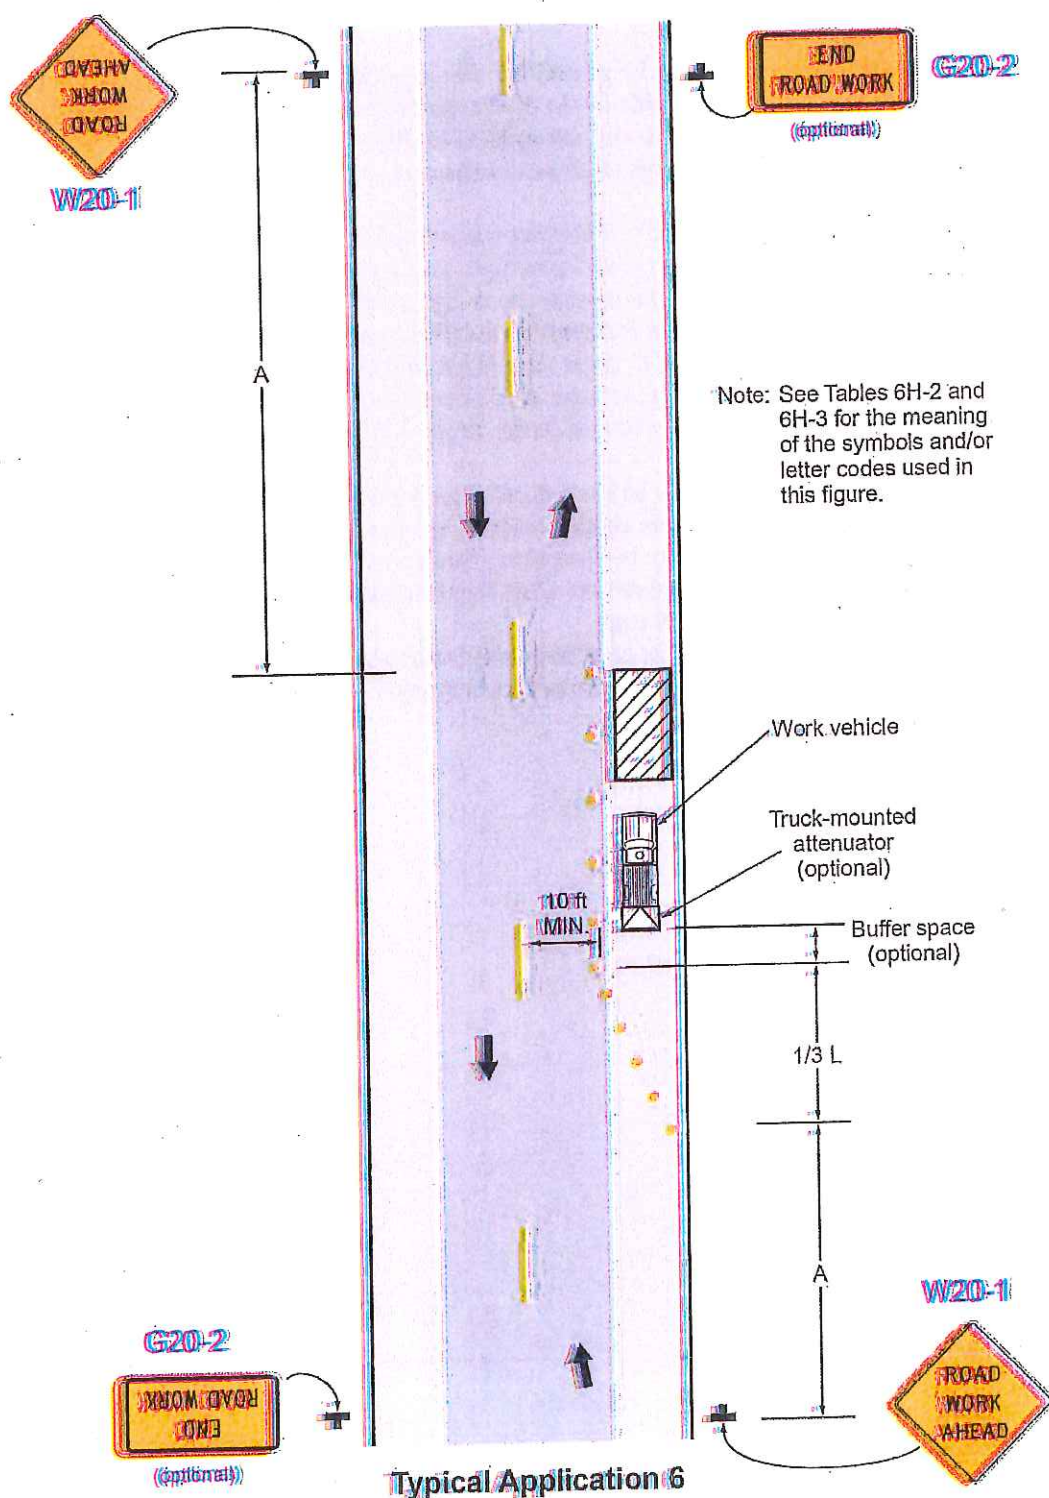 ROAD
WORK
AHEAD
W20-1
END
ROAD WORK
(optional)
G20-2
A
Note: See Tables 6H-2 and
6H-3 for the meaning
of the symbols and/or
letter codes used in
this figure.
Work vehicle
Truck-mounted
attenuator
(optional)
10 ft
MIN.
Buffer space
(optional)
1/3 L
A
G20-2
END
ROAD WORK
(optional)
W20-1
ROAD
WORK
AHEAD
Typical Application 6